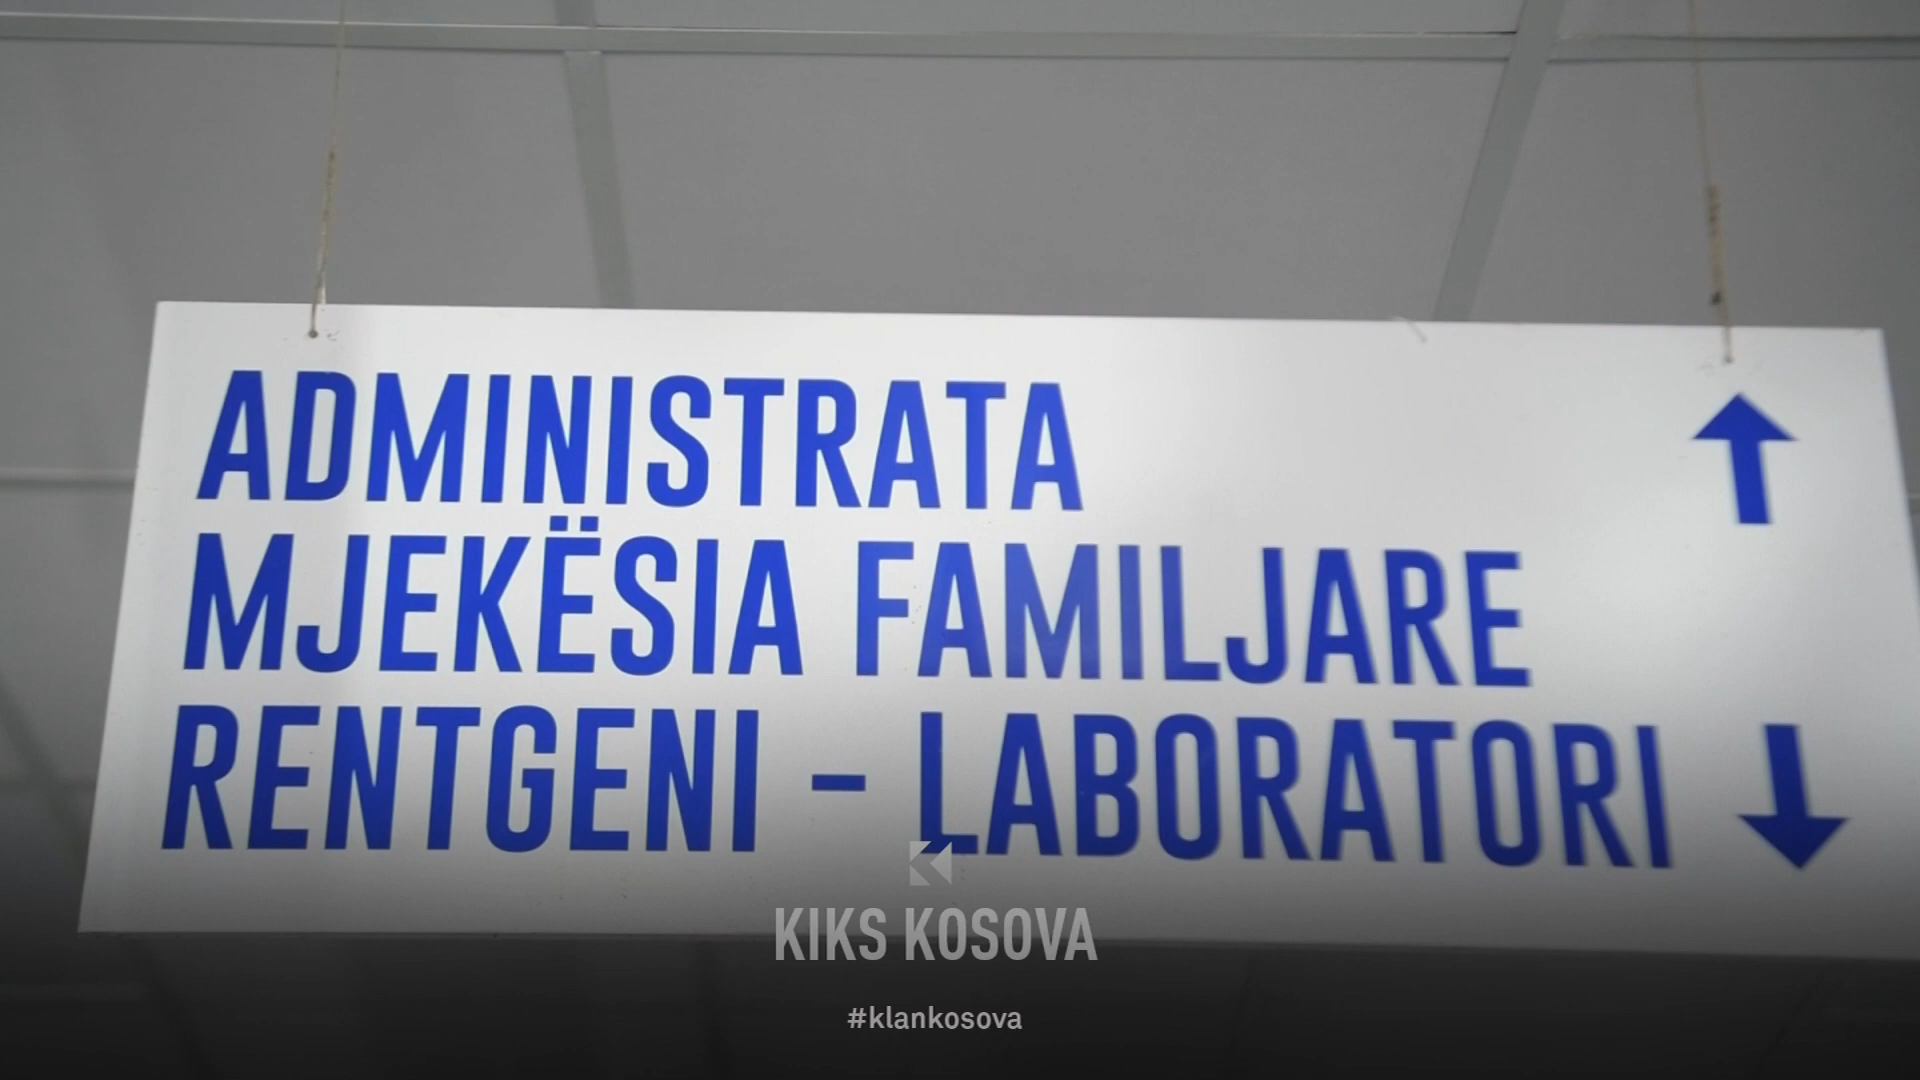 ADMINISTRATA ↑
MJEKËSIA FAMILJARE
RENTGENI - LABORATORI ↓
KIKS KOSOVA
#klankosova